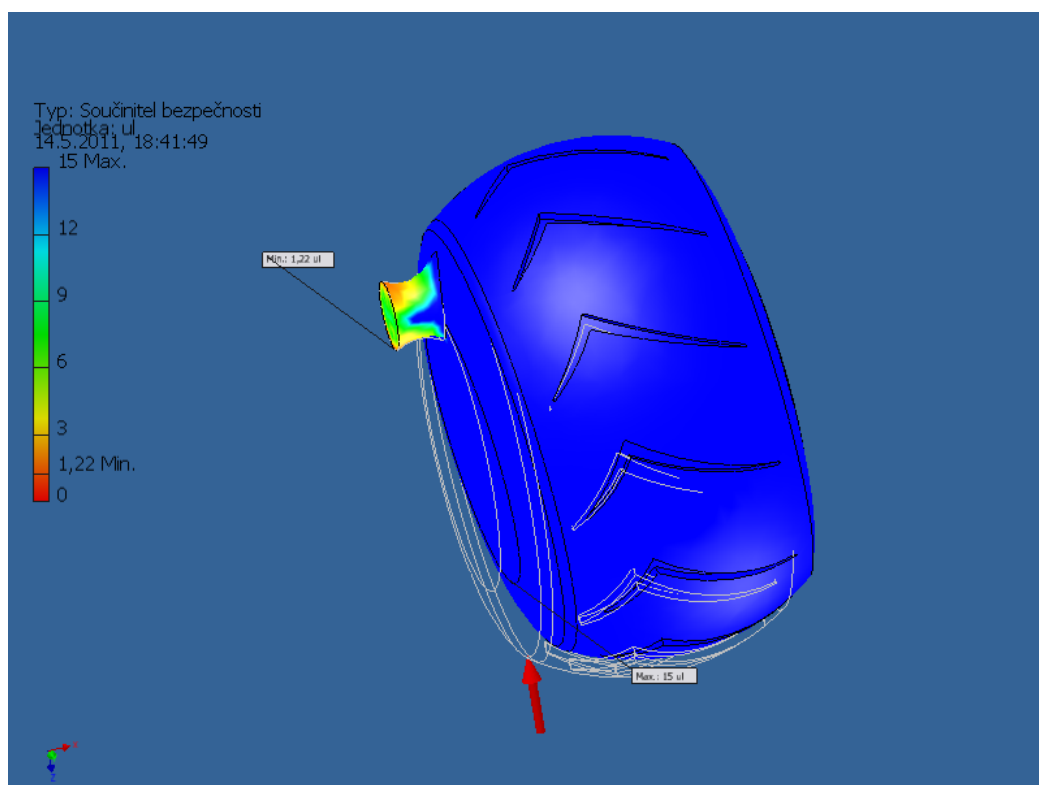 Typ: Součinitel bezpečnosti
Jednotka: ul
14.5.2011, 18:41:49
15 Max.
12
Min.: 1,22 ul
9
6
3
1,22 Min.
0
Max.: 15 ul
X
Z